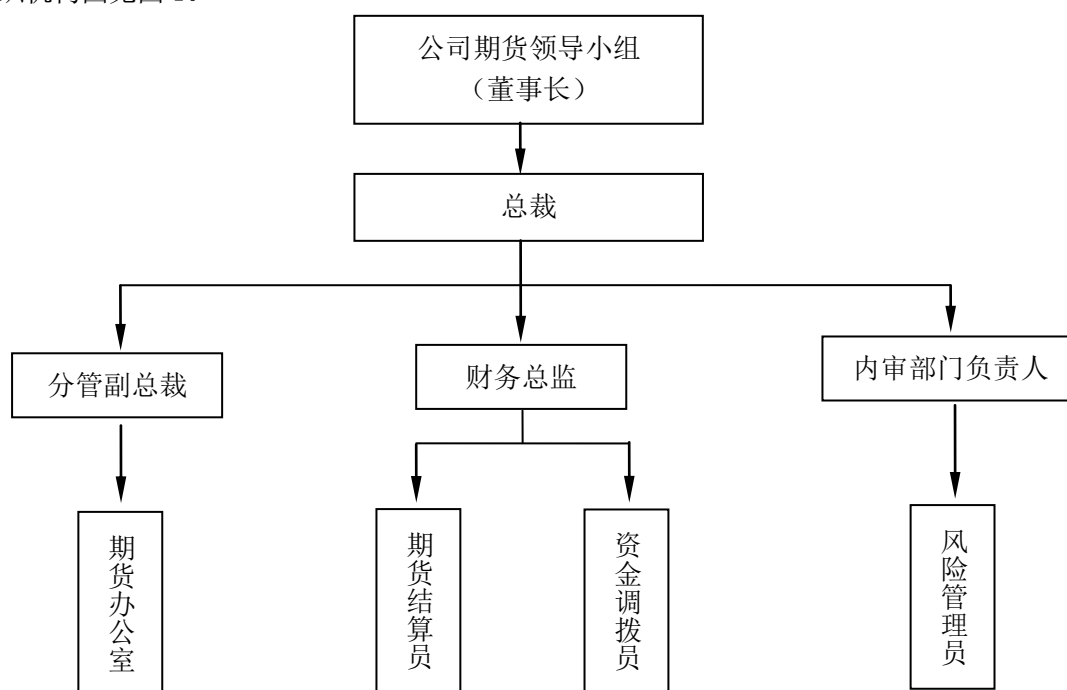 公司期货领导小组
（董事长）
总裁
分管副总裁
财务总监
内审部门负责人
期货办公室
期货结算员
资金调拨员
风险管理员